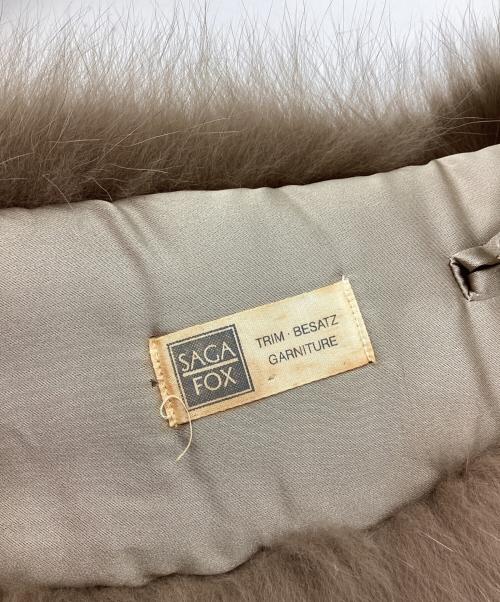 SAGA
FOX
TRIM · BESATZ
GARNITURE